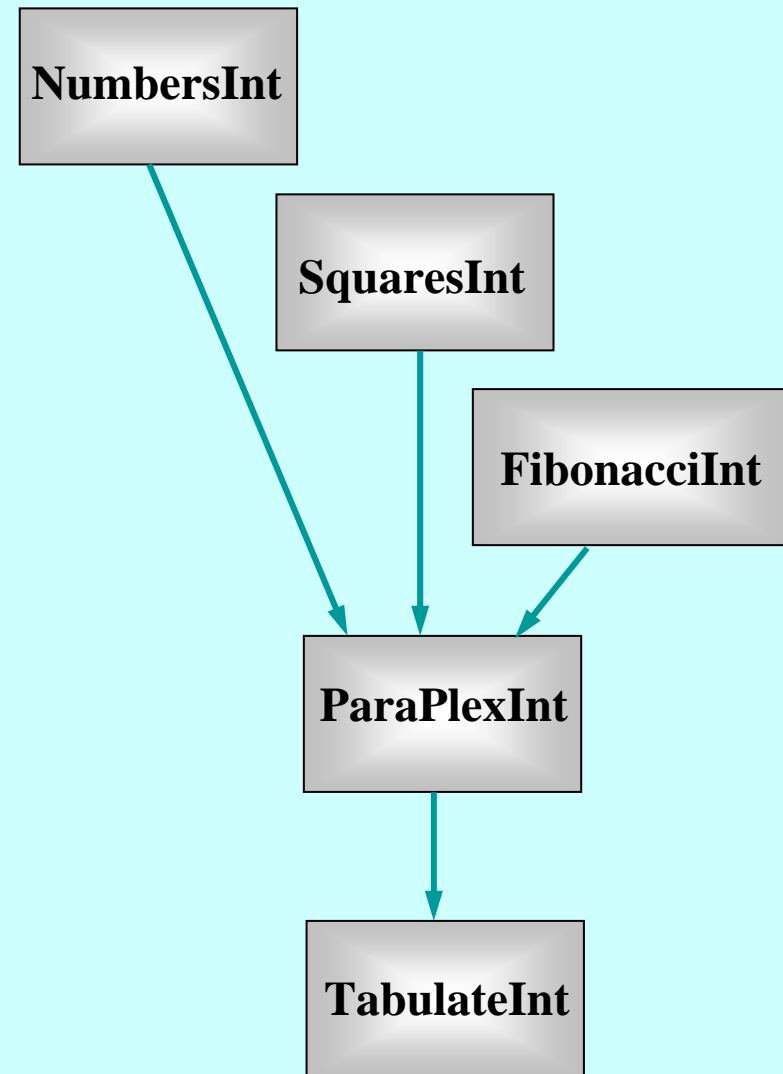 NumbersInt
SquaresInt
FibonacciInt
ParaPlexInt
TabulateInt